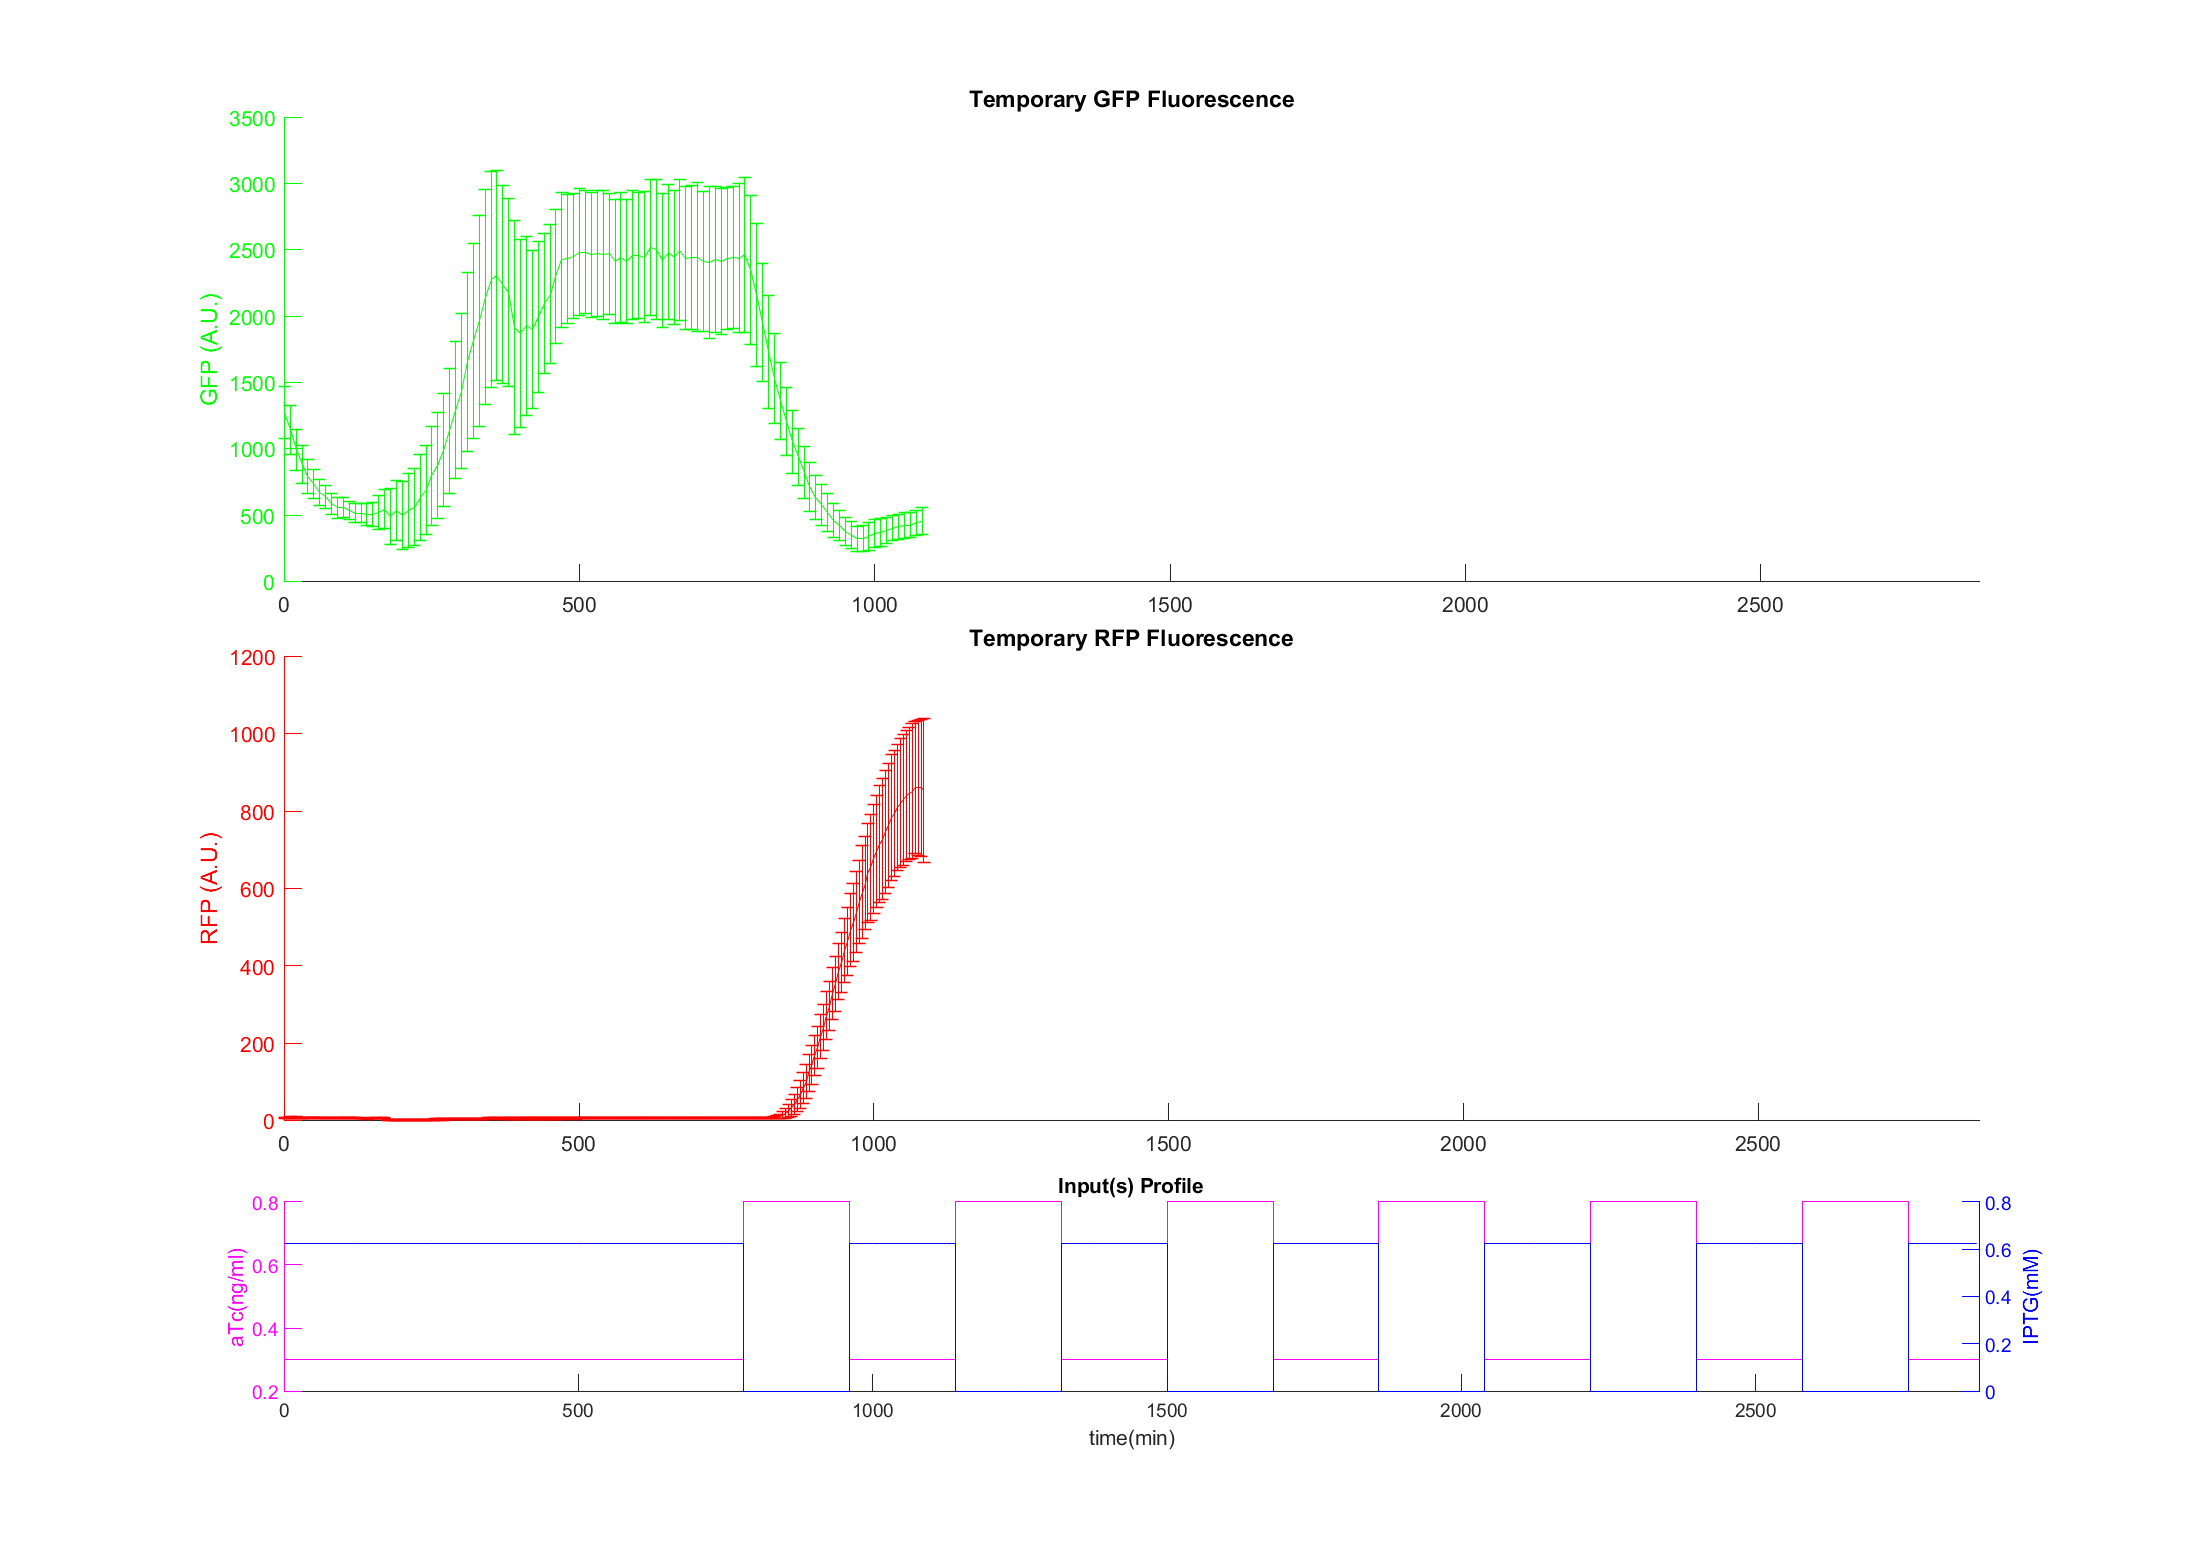 Temporary GFP Fluorescence
3500
3000
2500
2000
1500
1000
500
0
GFP (A.U.)
0 500 1000 1500 2000 2500
Temporary RFP Fluorescence
1200
1000
800
600
400
200
0
RFP (A.U.)
0 500 1000 1500 2000 2500
Input(s) Profile
0.8
0.6
0.4
0.2
aTc(ng/ml)
0.8
0.6
0.4
0.2
0
IPTG(mM)
0 500 1000 1500 2000 2500
time(min)